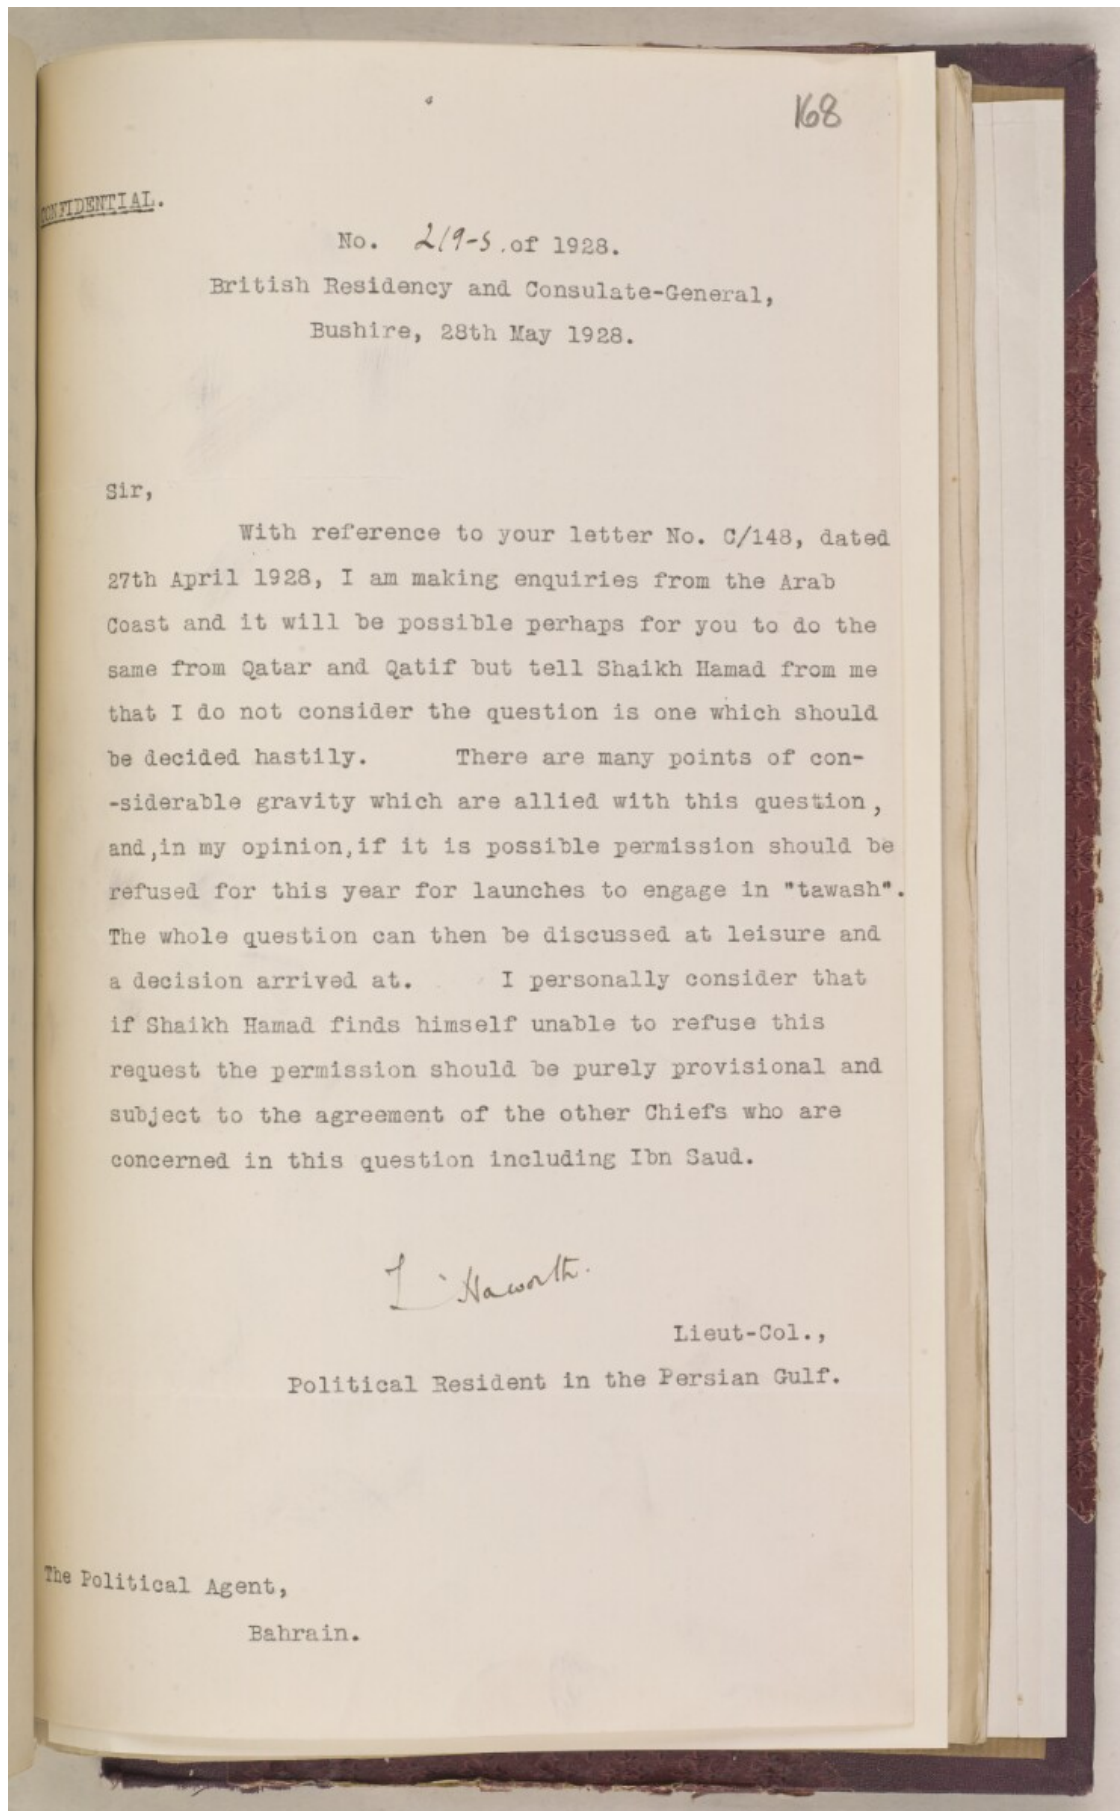 168
CONFIDENTIAL.
No. 219-S. of 1928.
British Residency and Consulate-General,
Bushire, 28th May 1928.
Sir,
With reference to your letter No. C/148, dated
27th April 1928, I am making enquiries from the Arab
Coast and it will be possible perhaps for you to do the
same from Qatar and Qatif but tell Shaikh Hamad from me
that I do not consider the question is one which should
be decided hastily. There are many points of con-
-siderable gravity which are allied with this question,
and,in my opinion,if it is possible permission should be
refused for this year for launches to engage in "tawash".
The whole question can then be discussed at leisure and
a decision arrived at. I personally consider that
if Shaikh Hamad finds himself unable to refuse this
request the permission should be purely provisional and
subject to the agreement of the other Chiefs who are
concerned in this question including Ibn Saud.
L. Haworth.
Lieut-Col.,
Political Resident in the Persian Gulf.
The Political Agent,
Bahrain.